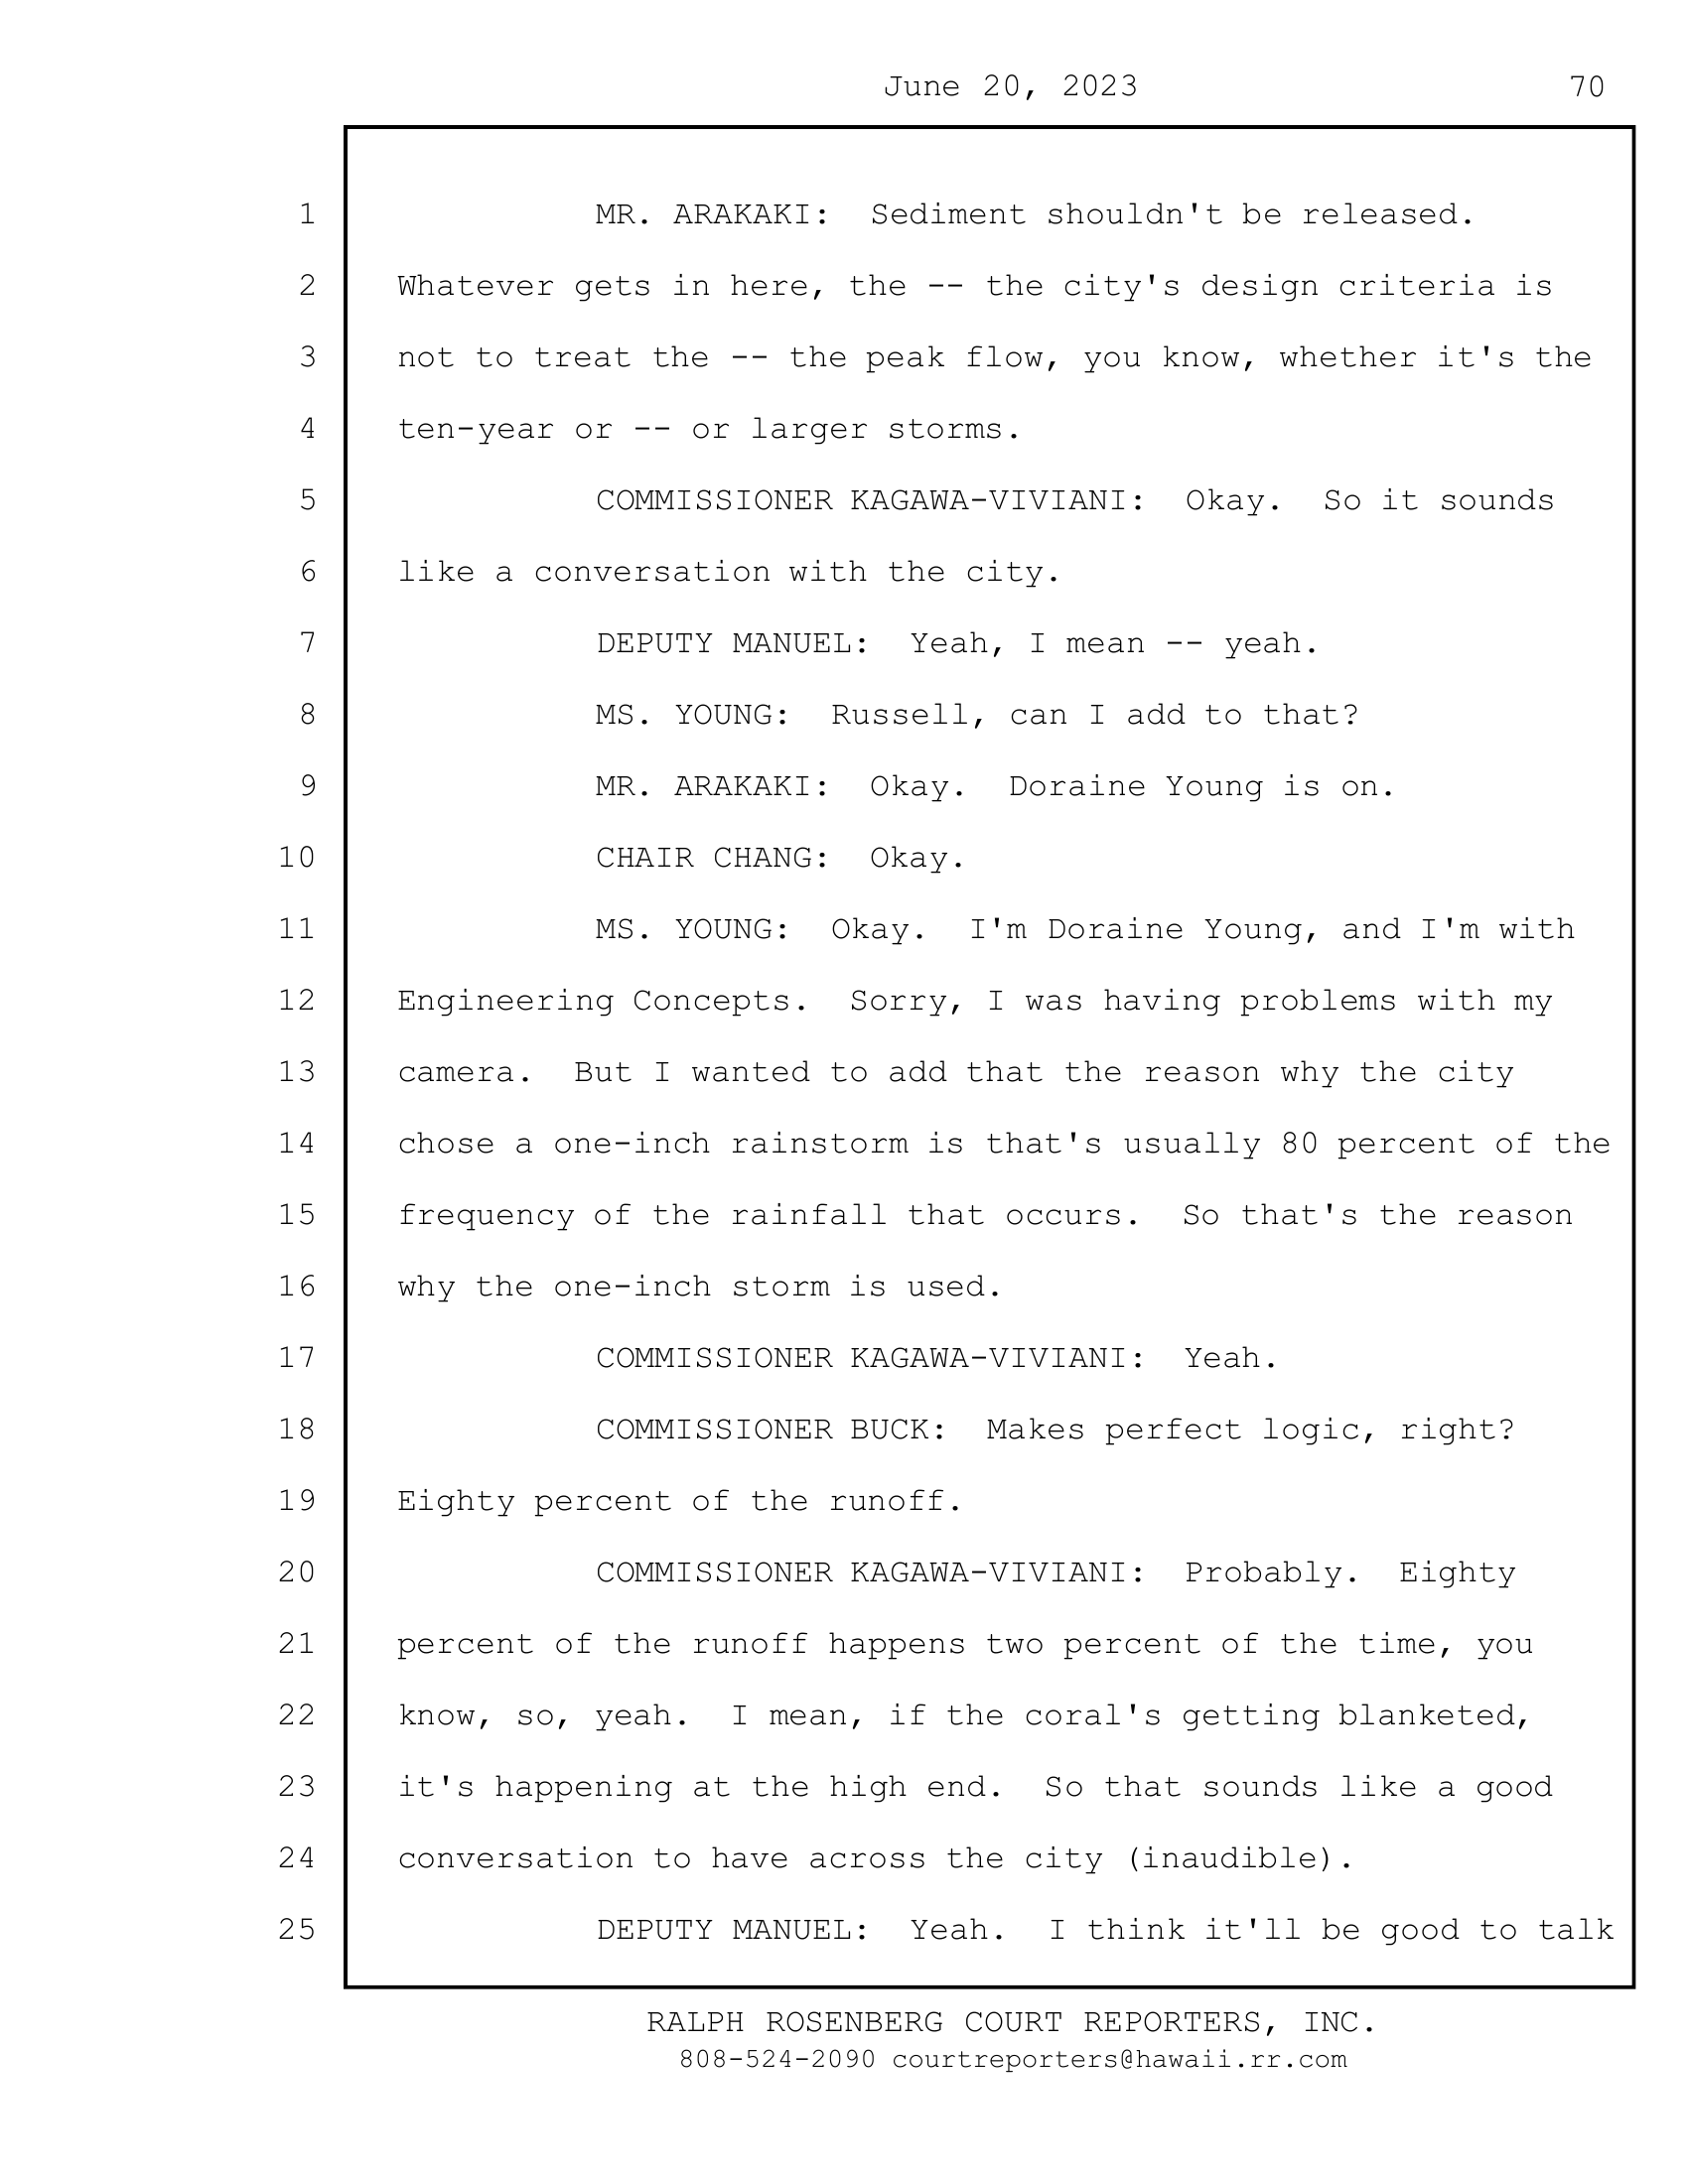 June 20, 2023 70
1 MR. ARAKAKI:  Sediment shouldn't be released.
2 Whatever gets in here, the -- the city's design criteria is
3 not to treat the -- the peak flow, you know, whether it's the
4 ten-year or -- or larger storms.
5 COMMISSIONER KAGAWA-VIVIANI:  Okay.  So it sounds
6 like a conversation with the city.
7 DEPUTY MANUEL:  Yeah, I mean -- yeah.
8 MS. YOUNG:  Russell, can I add to that?
9 MR. ARAKAKI:  Okay.  Doraine Young is on.
10 CHAIR CHANG:  Okay.
11 MS. YOUNG:  Okay.  I'm Doraine Young, and I'm with
12 Engineering Concepts.  Sorry, I was having problems with my
13 camera.  But I wanted to add that the reason why the city
14 chose a one-inch rainstorm is that's usually 80 percent of the
15 frequency of the rainfall that occurs.  So that's the reason
16 why the one-inch storm is used.
17 COMMISSIONER KAGAWA-VIVIANI:  Yeah.
18 COMMISSIONER BUCK:  Makes perfect logic, right?
19 Eighty percent of the runoff.
20 COMMISSIONER KAGAWA-VIVIANI:  Probably.  Eighty
21 percent of the runoff happens two percent of the time, you
22 know, so, yeah.  I mean, if the coral's getting blanketed,
23 it's happening at the high end.  So that sounds like a good
24 conversation to have across the city (inaudible).
25 DEPUTY MANUEL:  Yeah.  I think it'll be good to talk
RALPH ROSENBERG COURT REPORTERS, INC.
808-524-2090 courtreporters@hawaii.rr.com